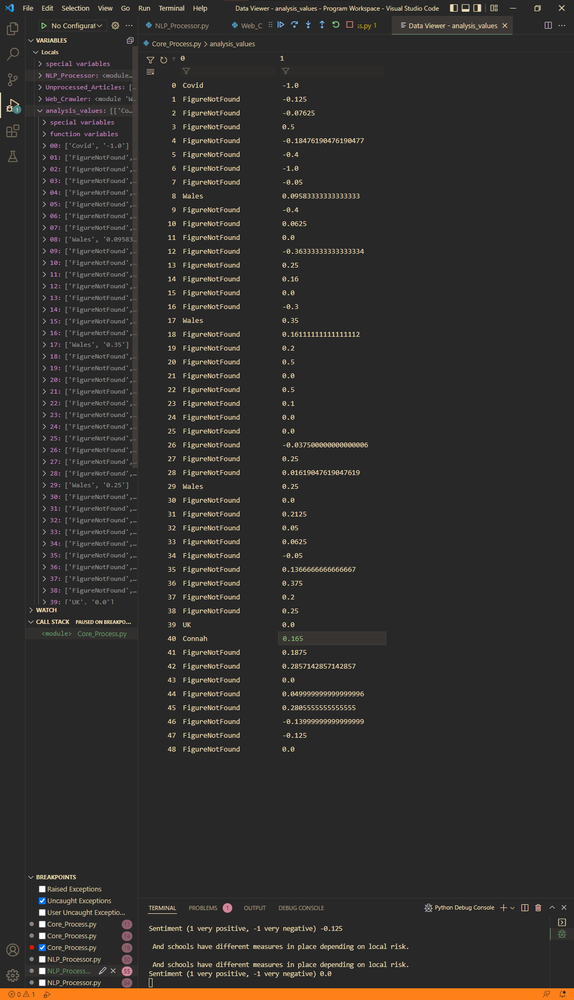 File Edit Selection View Go Run Terminal Help Data Viewer - analysis_values - Program Workspace - Visual Studio Code
No Configurat
NLP_Processor.py Web_C ss.py 1 Data Viewer - analysis_values
VARIABLES
Core_Process.py > analysis_values
Locals
special variables
NLP_Processor: <module...
Unprocessed_Articles: [...
Web_Crawler: <module 'W...
analysis_values: [['Co...
special variables
function variables
00: ['Covid', '-1.0']
01: ['FigureNotFound',...
02: ['FigureNotFound',...
03: ['FigureNotFound',...
04: ['FigureNotFound',...
05: ['FigureNotFound',...
06: ['FigureNotFound',...
07: ['FigureNotFound',...
08: ['Wales', '0.09583...
09: ['FigureNotFound',...
10: ['FigureNotFound',...
11: ['FigureNotFound',...
12: ['FigureNotFound',...
13: ['FigureNotFound',...
14: ['FigureNotFound',...
15: ['FigureNotFound',...
16: ['FigureNotFound',...
17: ['Wales', '0.35']
18: ['FigureNotFound',...
19: ['FigureNotFound',...
20: ['FigureNotFound',...
21: ['FigureNotFound',...
22: ['FigureNotFound',...
23: ['FigureNotFound',...
24: ['FigureNotFound',...
25: ['FigureNotFound',...
26: ['FigureNotFound',...
27: ['FigureNotFound',...
28: ['FigureNotFound',...
29: ['Wales', '0.25']
30: ['FigureNotFound',...
31: ['FigureNotFound',...
32: ['FigureNotFound',...
33: ['FigureNotFound',...
34: ['FigureNotFound',...
35: ['FigureNotFound',...
36: ['FigureNotFound',...
37: ['FigureNotFound',...
38: ['FigureNotFound',...
39: ['UK', '0.0']
WATCH
CALL STACK PAUSED ON BREAKPO...
<module> Core_Process.py
BREAKPOINTS
Raised Exceptions
Uncaught Exceptions
User Uncaught Exceptio...
Core_Process.py 11
Core_Process.py 14
Core_Process.py 19
NLP_Processor.py 30
NLP_Process... 55
NLP_Processor.py 84
0 1
0 Covid -1.0
1 FigureNotFound -0.125
2 FigureNotFound -0.07625
3 FigureNotFound 0.5
4 FigureNotFound -0.18476190476190477
5 FigureNotFound -0.4
6 FigureNotFound -1.0
7 FigureNotFound -0.05
8 Wales 0.09583333333333333
9 FigureNotFound -0.4
10 FigureNotFound 0.0625
11 FigureNotFound 0.0
12 FigureNotFound -0.36333333333333334
13 FigureNotFound 0.25
14 FigureNotFound 0.16
15 FigureNotFound 0.0
16 FigureNotFound -0.3
17 Wales 0.35
18 FigureNotFound 0.16111111111111112
19 FigureNotFound 0.2
20 FigureNotFound 0.5
21 FigureNotFound 0.0
22 FigureNotFound 0.5
23 FigureNotFound 0.1
24 FigureNotFound 0.0
25 FigureNotFound 0.0
26 FigureNotFound -0.037500000000000006
27 FigureNotFound 0.25
28 FigureNotFound 0.01619047619047619
29 Wales 0.25
30 FigureNotFound 0.0
31 FigureNotFound 0.2125
32 FigureNotFound 0.05
33 FigureNotFound 0.0625
34 FigureNotFound -0.05
35 FigureNotFound 0.1366666666666667
36 FigureNotFound 0.375
37 FigureNotFound 0.2
38 FigureNotFound 0.25
39 UK 0.0
40 Connah 0.165
41 FigureNotFound 0.1875
42 FigureNotFound 0.2857142857142857
43 FigureNotFound 0.0
44 FigureNotFound 0.049999999999999996
45 FigureNotFound 0.2805555555555555
46 FigureNotFound -0.13999999999999999
47 FigureNotFound -0.125
48 FigureNotFound 0.0
TERMINAL PROBLEMS 1 OUTPUT DEBUG CONSOLE Python Debug Console
Sentiment (1 very positive, -1 very negative) -0.125
And schools have different measures in place depending on local risk.
And schools have different measures in place depending on local risk.
Sentiment (1 very positive, -1 very negative) 0.0
0 1